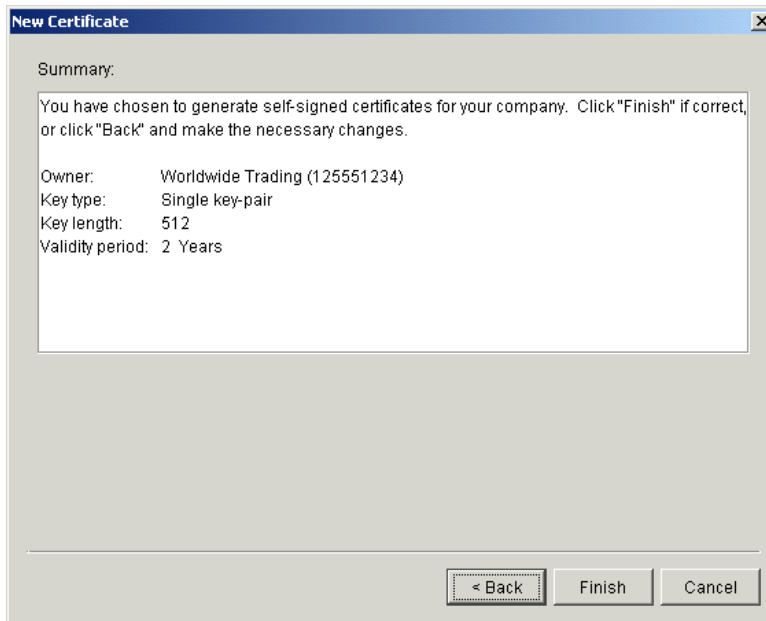 New Certificate
Summary:
You have chosen to generate self-signed certificates for your company. Click "Finish" if correct,
or click "Back" and make the necessary changes.
Owner: Worldwide Trading (125551234)
Key type: Single key-pair
Key length: 512
Validity period: 2 Years
< Back Finish Cancel